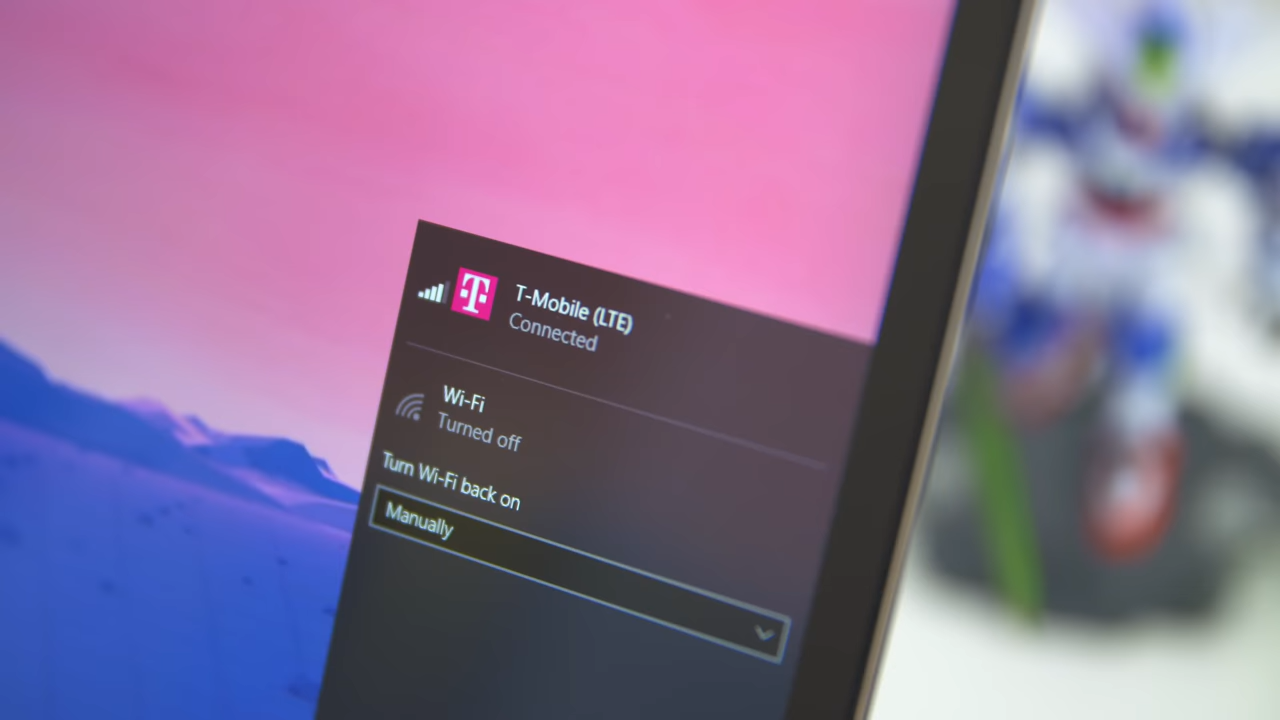 T
T-Mobile (LTE)
Connected
Wi-Fi
Turned off
Turn Wi-Fi back on
Manually